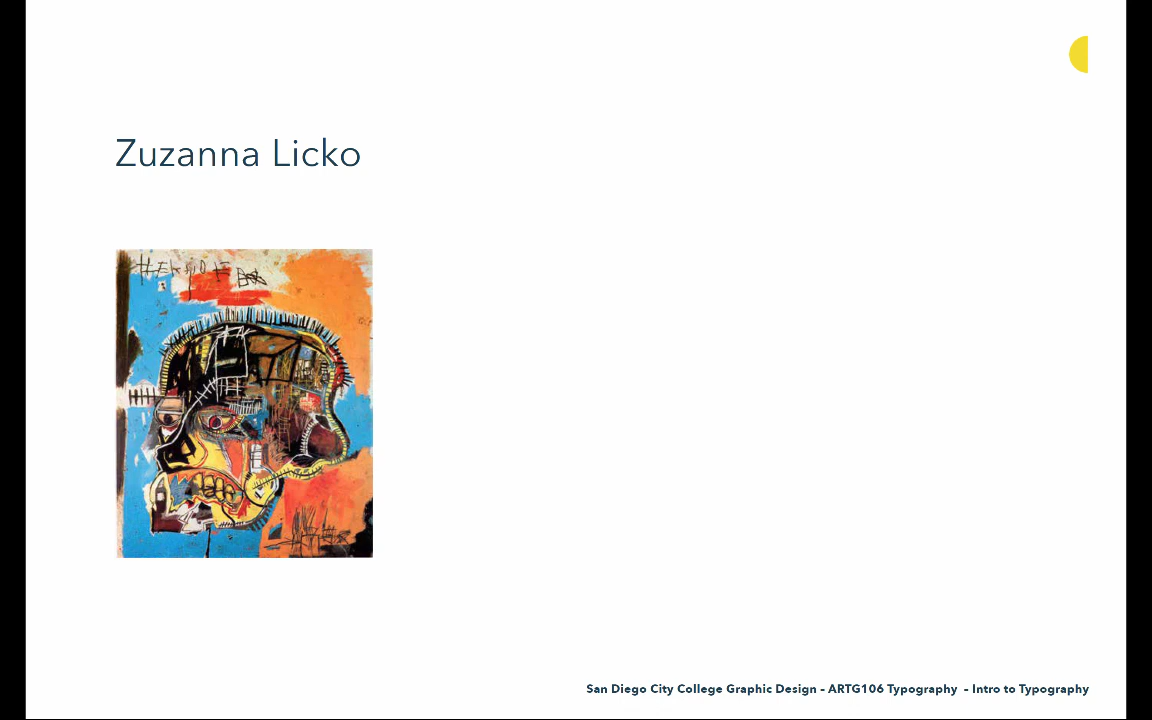 Zuzanna Licko
San Diego City College Graphic Design – ARTG106 Typography – Intro to Typography